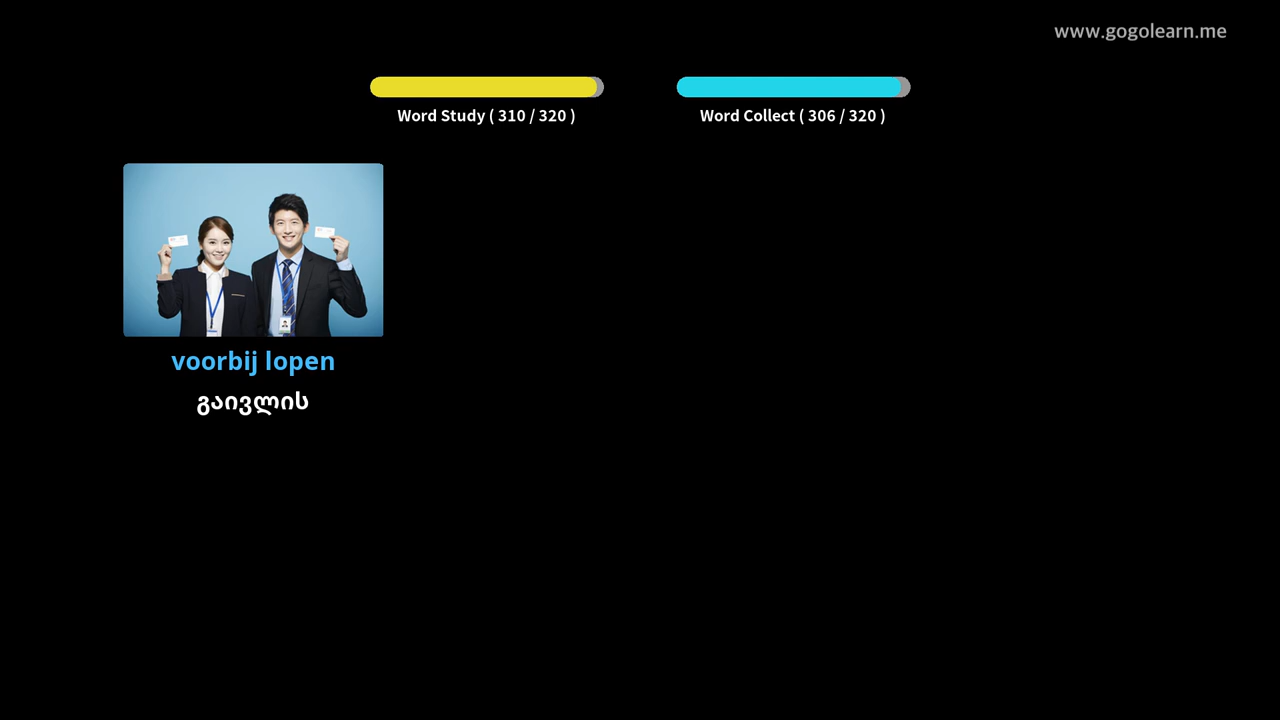 www.gogolearn.me
Word Study ( 310 / 320 )
Word Collect ( 306 / 320 )
voorbij lopen
გაივლის